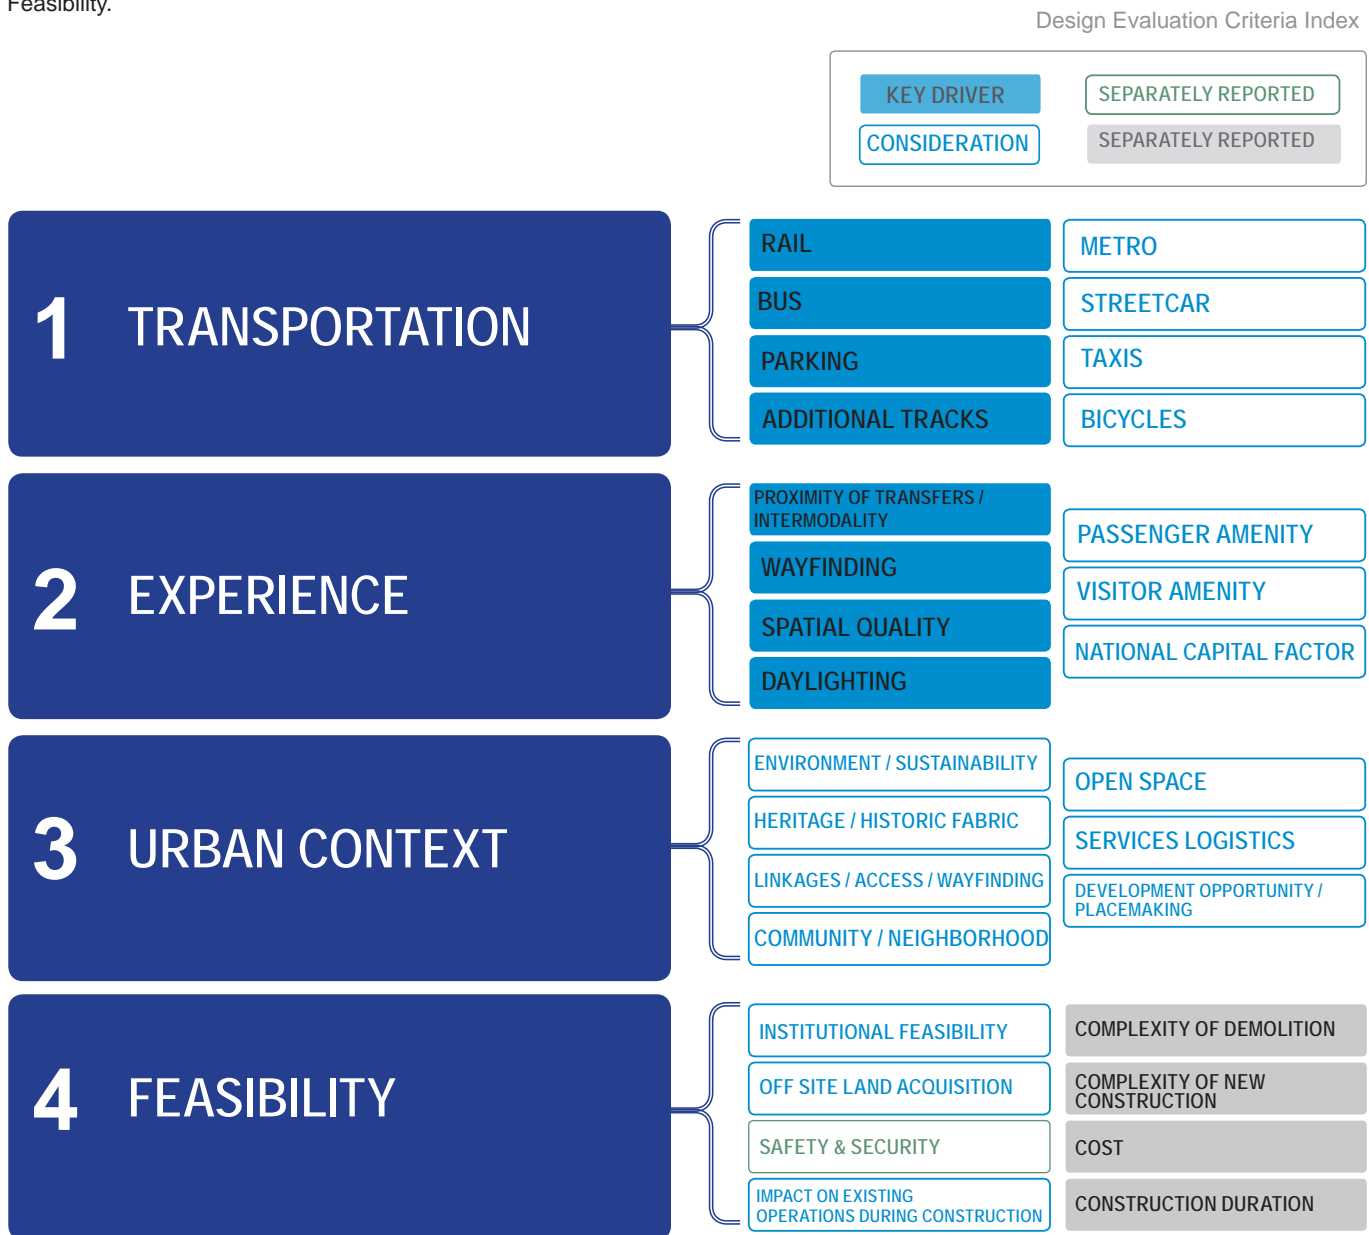 Feasibility.
Design Evaluation Criteria Index
KEY DRIVER
SEPARATELY REPORTED
CONSIDERATION
SEPARATELY REPORTED
1 TRANSPORTATION
RAIL
BUS
PARKING
ADDITIONAL TRACKS
METRO
STREETCAR
TAXIS
BICYCLES
2 EXPERIENCE
PROXIMITY OF TRANSFERS /
INTERMODALITY
WAYFINDING
SPATIAL QUALITY
DAYLIGHTING
PASSENGER AMENITY
VISITOR AMENITY
NATIONAL CAPITAL FACTOR
3 URBAN CONTEXT
ENVIRONMENT / SUSTAINABILITY
HERITAGE / HISTORIC FABRIC
LINKAGES / ACCESS / WAYFINDING
COMMUNITY / NEIGHBORHOOD
OPEN SPACE
SERVICES LOGISTICS
DEVELOPMENT OPPORTUNITY /
PLACEMAKING
4 FEASIBILITY
INSTITUTIONAL FEASIBILITY
OFF SITE LAND ACQUISITION
SAFETY & SECURITY
IMPACT ON EXISTING
OPERATIONS DURING CONSTRUCTION
COMPLEXITY OF DEMOLITION
COMPLEXITY OF NEW
CONSTRUCTION
COST
CONSTRUCTION DURATION